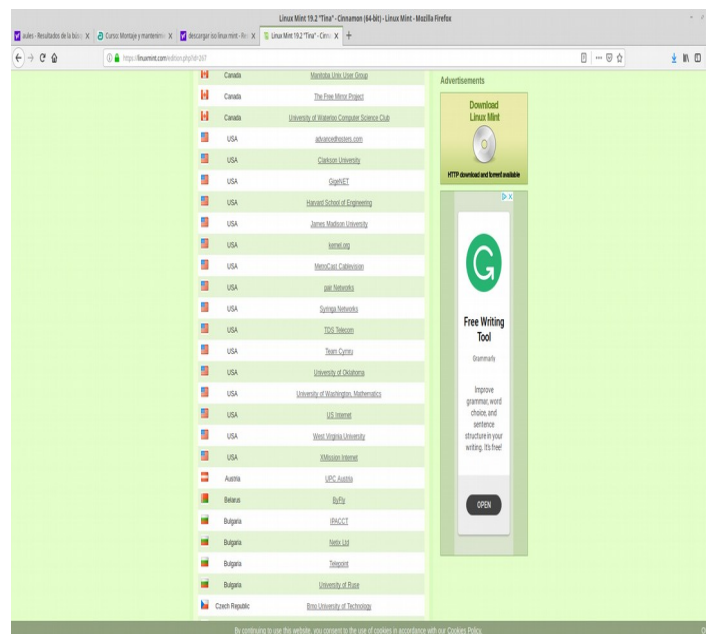 Linux Mint 19.2 "Tina" - Cinnamon (64-bit) - Linux Mint - Mozilla Firefox
aules - Resultados de la búsq X Curso: Montaje y mantenimie X descargar iso linux mint - Re X Linux Mint 19.2 "Tina" - Cinna X +
https://linuxmint.com/edition.php?id=267
Canada Manitoba Unix User Group
Canada The Free Mirror Project
Canada University of Waterloo Computer Science Club
USA advancedhosters.com
USA Clarkson University
USA GigeNET
USA Harvard School of Engineering
USA James Madison University
USA kernel.org
USA MetroCast Cablevision
USA pair Networks
USA Syringa Networks
USA TDS Telecom
USA Team Cymru
USA University of Oklahoma
USA University of Washington, Mathematics
USA US Internet
USA West Virginia University
USA XMission Internet
Austria UPC Austria
Belarus ByFly
Bulgaria IPACCT
Bulgaria Netix Ltd
Bulgaria Telepoint
Bulgaria University of Ruse
Czech Republic Brno University of Technology
Advertisements
Download
Linux Mint
HTTP download and torrent available
G
Free Writing
Tool
Grammarly
Improve
grammar, word
choice, and
sentence
structure in your
writing. It's free!
OPEN
By continuing to use this website, you consent to the use of cookies in accordance with our Cookies Policy.